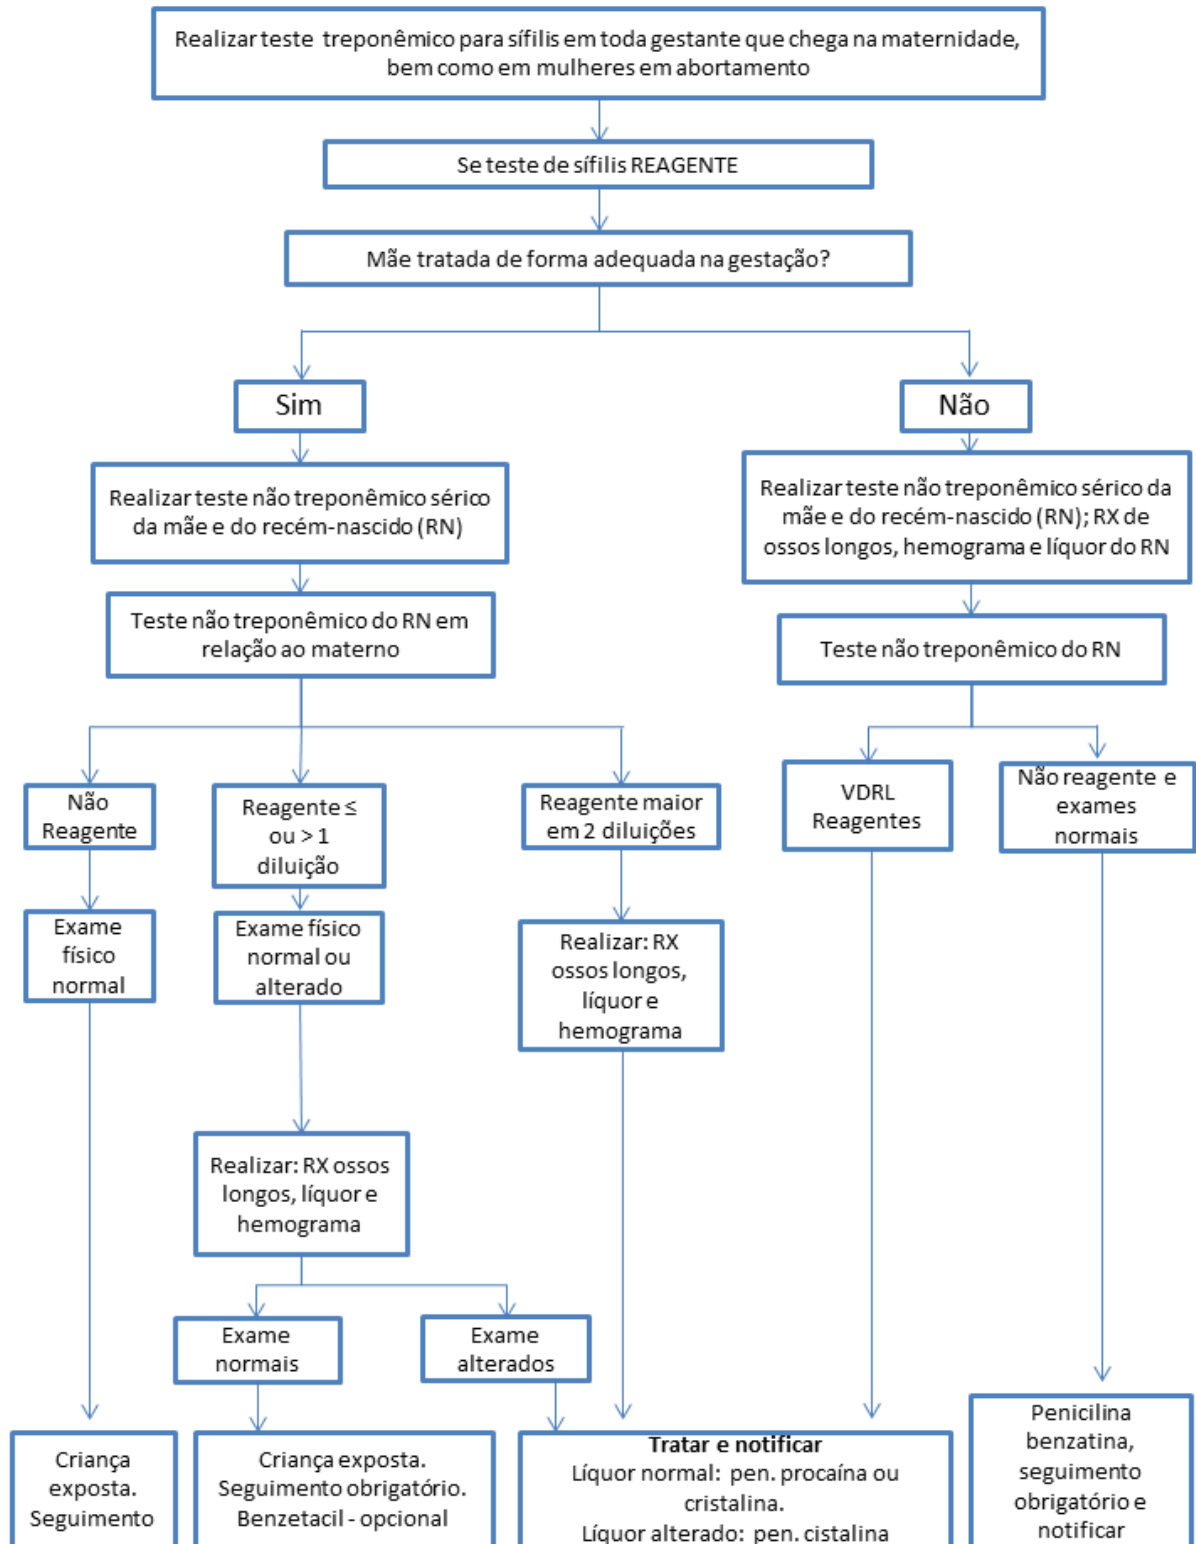 Realizar teste treponêmico para sífilis em toda gestante que chega na maternidade,
bem como em mulheres em abortamento
Se teste de sífilis REAGENTE
Mãe tratada de forma adequada na gestação?
Sim
Não
Realizar teste não treponêmico sérico
da mãe e do recém-nascido (RN)
Realizar teste não treponêmico sérico da
mãe e do recém-nascido (RN); RX de
ossos longos, hemograma e líquor do RN
Teste não treponêmico do RN em
relação ao materno
Teste não treponêmico do RN
Não
Reagente
Reagente ≤
ou > 1
diluição
Reagente maior
em 2 diluições
VDRL
Reagentes
Não reagente e
exames
normais
Exame
físico
normal
Exame físico
normal ou
alterado
Realizar: RX
ossos longos,
líquor e
hemograma
Realizar: RX ossos
longos, líquor e
hemograma
Exame
normais
Exame
alterados
Criança
exposta.
Seguimento
Criança exposta.
Seguimento obrigatório.
Benzetacil - opcional
Tratar e notificar
Líquor normal: pen. procaína ou
cristalina.
Líquor alterado: pen. cistalina
Penicilina
benzatina,
seguimento
obrigatório e
notificar